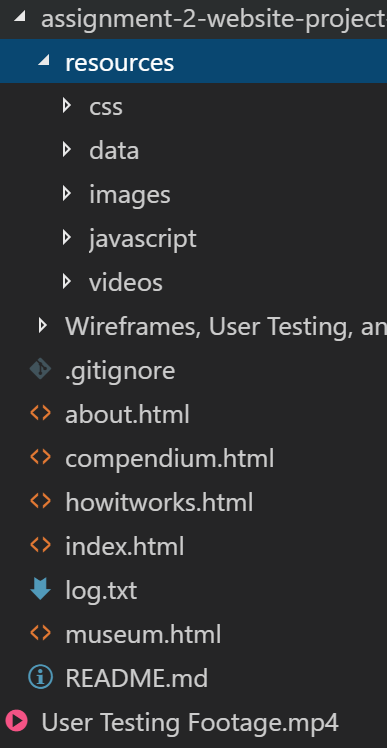 assignment-2-website-project-
resources
css
data
images
javascript
videos
Wireframes, User Testing, an
.gitignore
about.html
compendium.html
howitworks.html
index.html
log.txt
museum.html
README.md
User Testing Footage.mp4